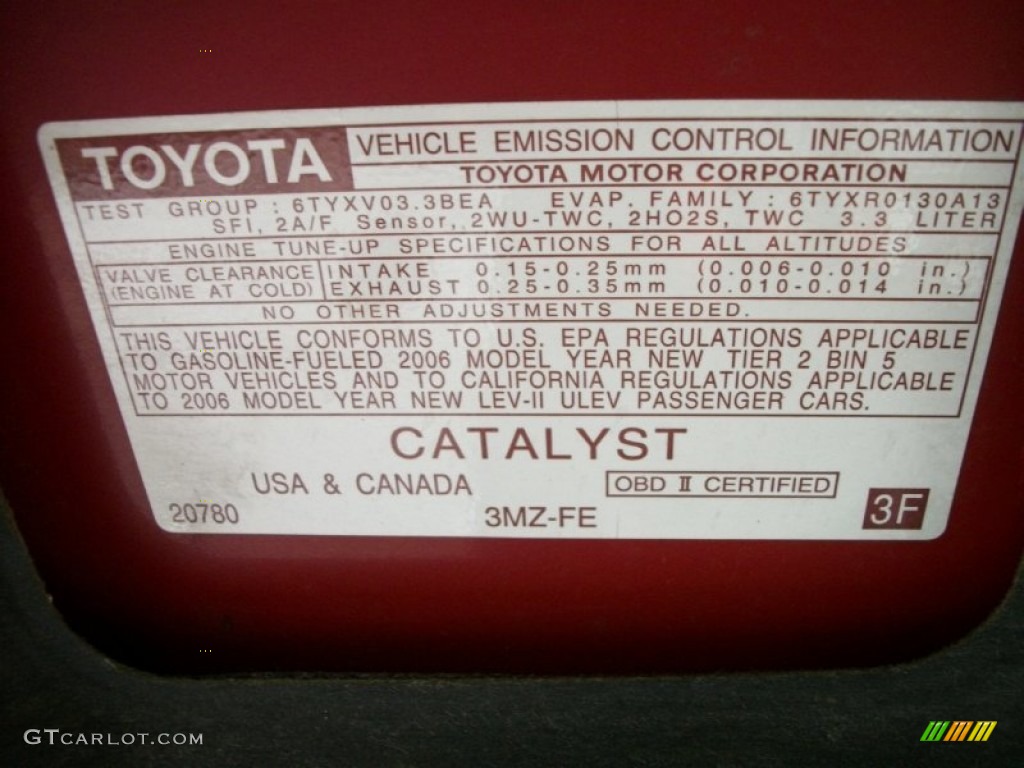 TOYOTA VEHICLE EMISSION CONTROL INFORMATION
TOYOTA MOTOR CORPORATION
TEST GROUP : 6TYXV03.3BEA EVAP. FAMILY : 6TYXR0130A13
SFI, 2A/F Sensor, 2WU-TWC, 2HO2S, TWC 3.3 LITER
ENGINE TUNE-UP SPECIFICATIONS FOR ALL ALTITUDES
VALVE CLEARANCE INTAKE 0.15-0.25mm (0.006-0.010 in.)
(ENGINE AT COLD) EXHAUST 0.25-0.35mm (0.010-0.014 in.)
NO OTHER ADJUSTMENTS NEEDED.
THIS VEHICLE CONFORMS TO U.S. EPA REGULATIONS APPLICABLE
TO GASOLINE-FUELED 2006 MODEL YEAR NEW TIER 2 BIN 5
MOTOR VEHICLES AND TO CALIFORNIA REGULATIONS APPLICABLE
TO 2006 MODEL YEAR NEW LEV-II ULEV PASSENGER CARS.
CATALYST
USA & CANADA OBD II CERTIFIED
20780 3MZ-FE 3F
GTCARLOT.COM